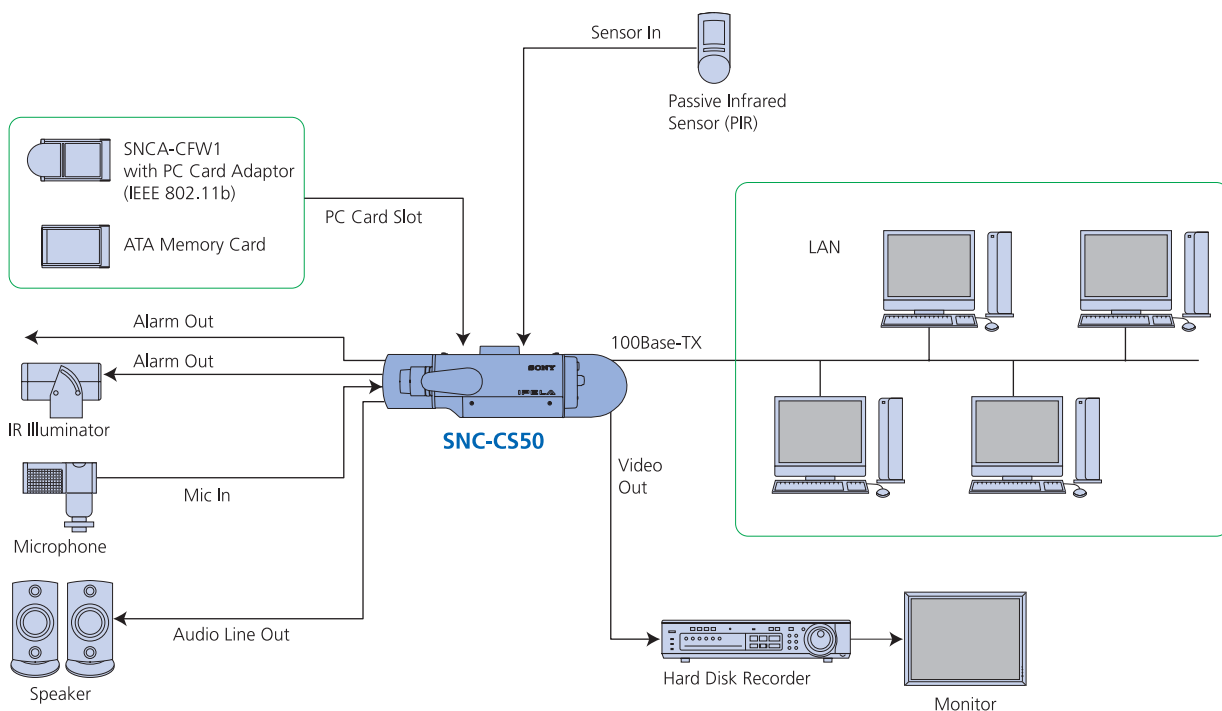 Sensor In
Passive Infrared
Sensor (PIR)
SNCA-CFW1
with PC Card Adaptor
(IEEE 802.11b)
ATA Memory Card
PC Card Slot
LAN
Alarm Out
Alarm Out
100Base-TX
SONY
IPELA
SNC-CS50
IR Illuminator
Mic In
Microphone
Video
Out
Audio Line Out
Speaker
Hard Disk Recorder
Monitor